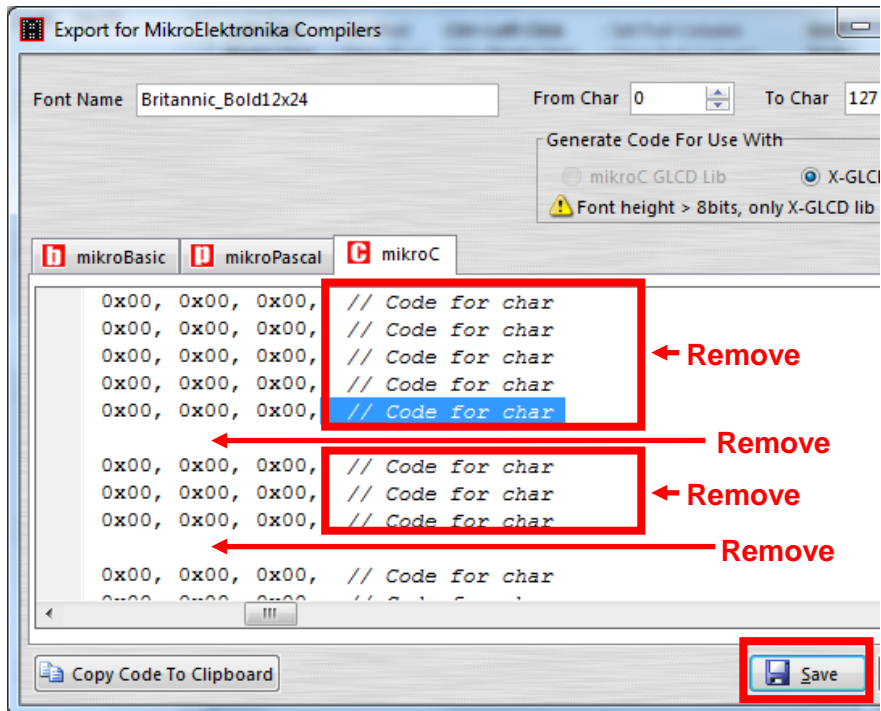 Export for MikroElektronika Compilers
Font Name Britannic_Bold12x24 From Char 0 To Char 127
Generate Code For Use With
mikroC GLCD Lib X-GLCD
Font height > 8bits, only X-GLCD lib
mikroBasic mikroPascal mikroC
0x00, 0x00, 0x00, // Code for char
0x00, 0x00, 0x00, // Code for char
0x00, 0x00, 0x00, // Code for char Remove
0x00, 0x00, 0x00, // Code for char
0x00, 0x00, 0x00, // Code for char
Remove
0x00, 0x00, 0x00, // Code for char
0x00, 0x00, 0x00, // Code for char Remove
0x00, 0x00, 0x00, // Code for char
Remove
0x00, 0x00, 0x00, // Code for char
Copy Code To Clipboard Save